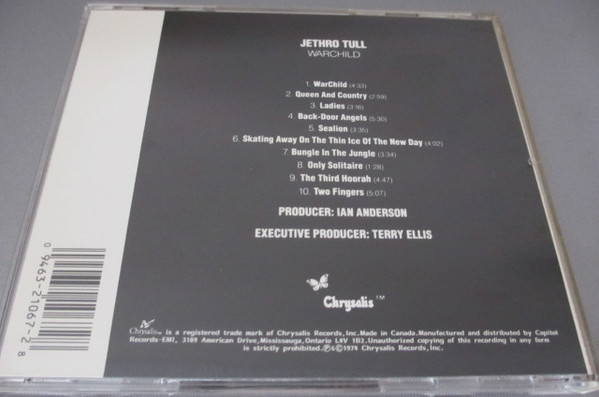 JETHRO TULL
WARCHILD
1. WarChild (4:33)
2. Queen And Country (2:59)
3. Ladies (3:16)
4. Back-Door Angels (5:30)
5. Sealion (3:35)
6. Skating Away On The Thin Ice Of The New Day (4:02)
7. Bungle In The Jungle (3:34)
8. Only Solitaire (1:28)
9. The Third Hoorah (4:47)
10. Two Fingers (5:07)
PRODUCER: IAN ANDERSON
EXECUTIVE PRODUCER: TERRY ELLIS
Chrysalis ™
Chrysalis™ is a registered trade mark of Chrysalis Records,Inc.Made in Canada.Manufactured and distributed by Capitol
Records-EMI, 3109 American Drive,Mississauga,Ontario L4V 1B2.Unauthorized copying of this recording in any form
is strictly prohibited.℗&©1974 Chrysalis Records,Inc.
0 9463-21067-2 8